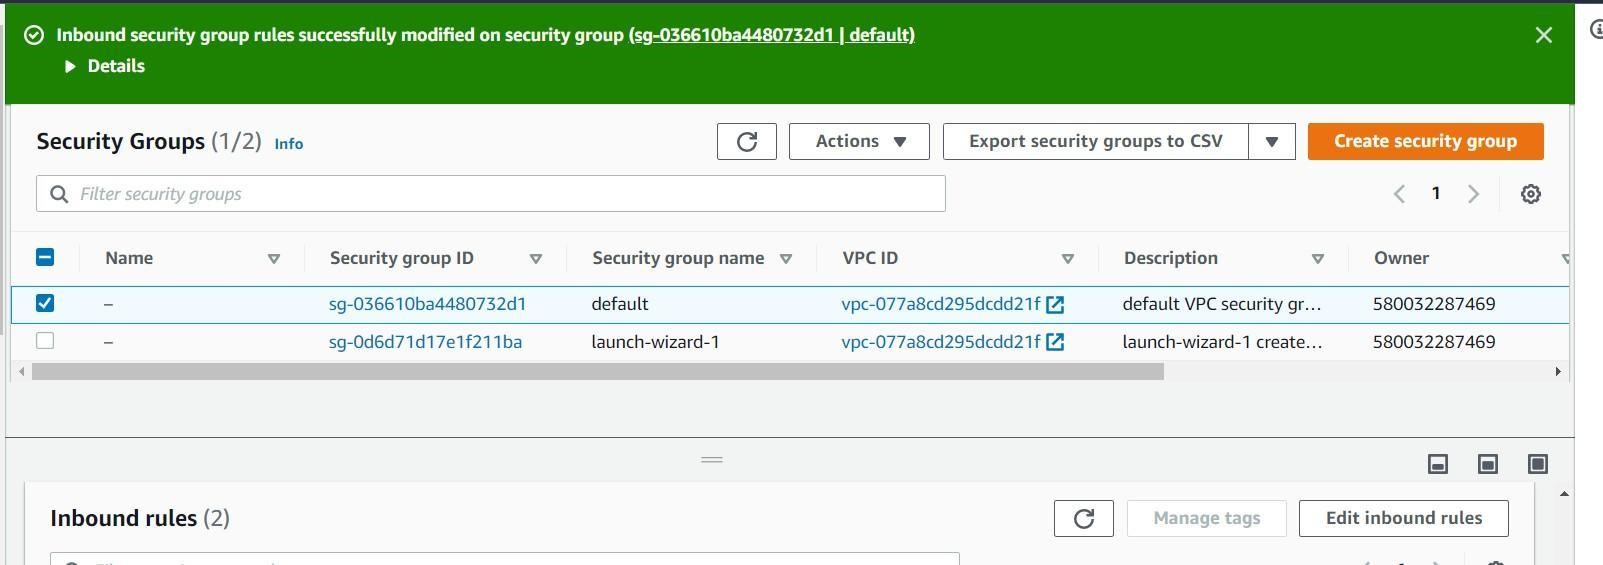 Inbound security group rules successfully modified on security group (sg-036610ba4480732d1 | default)
Details
Security Groups (1/2) Info
Actions
Export security groups to CSV
Create security group
Filter security groups
1
Name Security group ID Security group name VPC ID Description Owner
– sg-036610ba4480732d1 default vpc-077a8cd295dcdd21f default VPC security gr... 580032287469
– sg-0d6d71d17e1f211ba launch-wizard-1 vpc-077a8cd295dcdd21f launch-wizard-1 create... 580032287469
Inbound rules (2)
Manage tags
Edit inbound rules